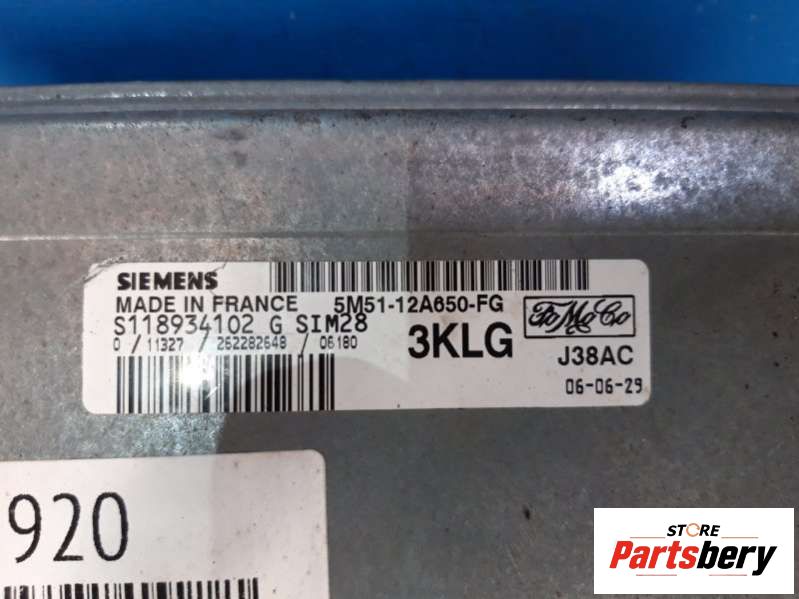 SIEMENS
MADE IN FRANCE 5M51-12A650-FG
S118934102 G SIM28
0 / 11327 / 262282648 / 06180
3KLG
FoMoCo
J38AC
06-06-29
920
STORE
Partsbery